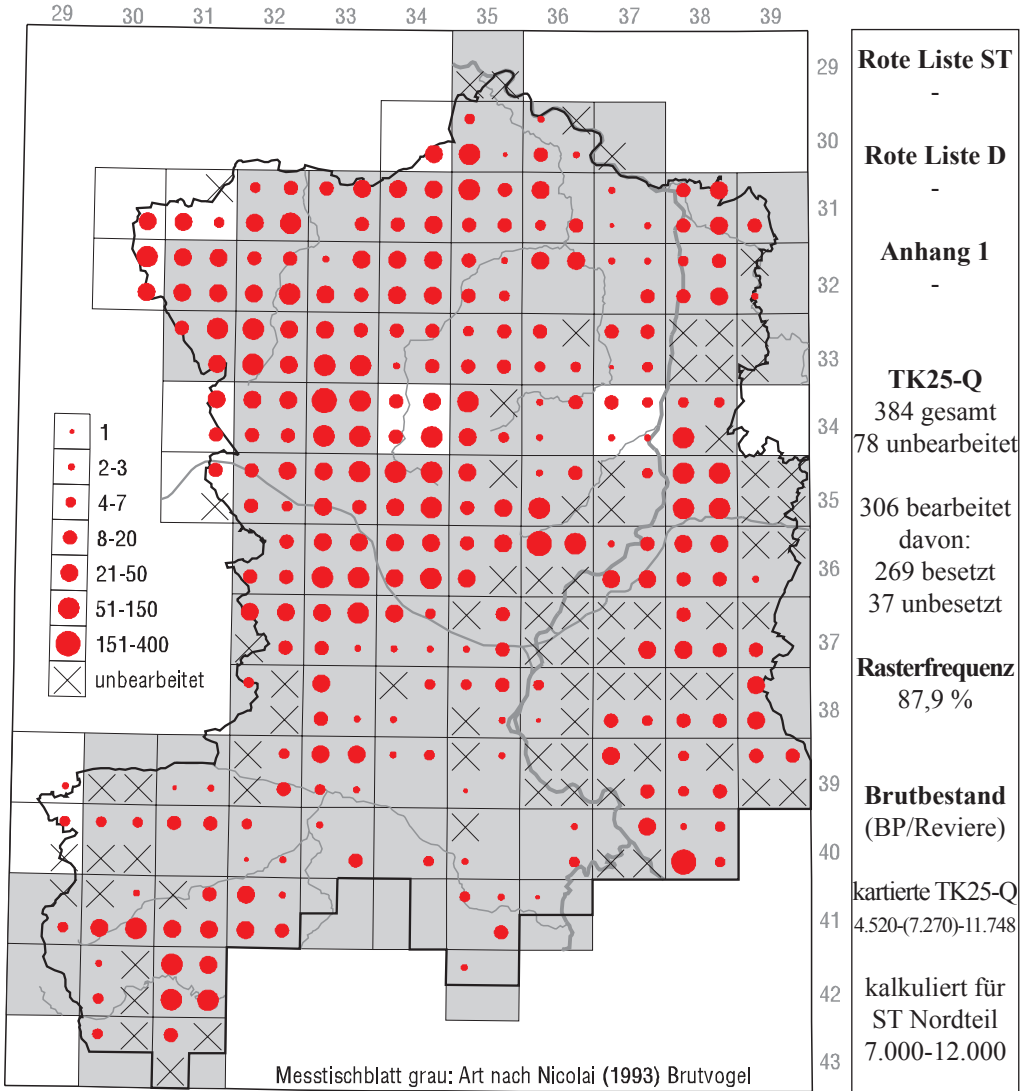 29 30 31 32 33 34 35 36 37 38 39
29
30
31
32
33
34
35
36
37
38
39
40
41
42
43
1
2-3
4-7
8-20
21-50
51-150
151-400
unbearbeitet
Messtischblatt grau: Art nach Nicolai (1993) Brutvogel
Rote Liste ST
-
Rote Liste D
-
Anhang 1
-
TK25-Q
384 gesamt
78 unbearbeitet
306 bearbeitet
davon:
269 besetzt
37 unbesetzt
Rasterfrequenz
87,9 %
Brutbestand
(BP/Reviere)
kartierte TK25-Q
4.520-(7.270)-11.748
kalkuliert für
ST Nordteil
7.000-12.000